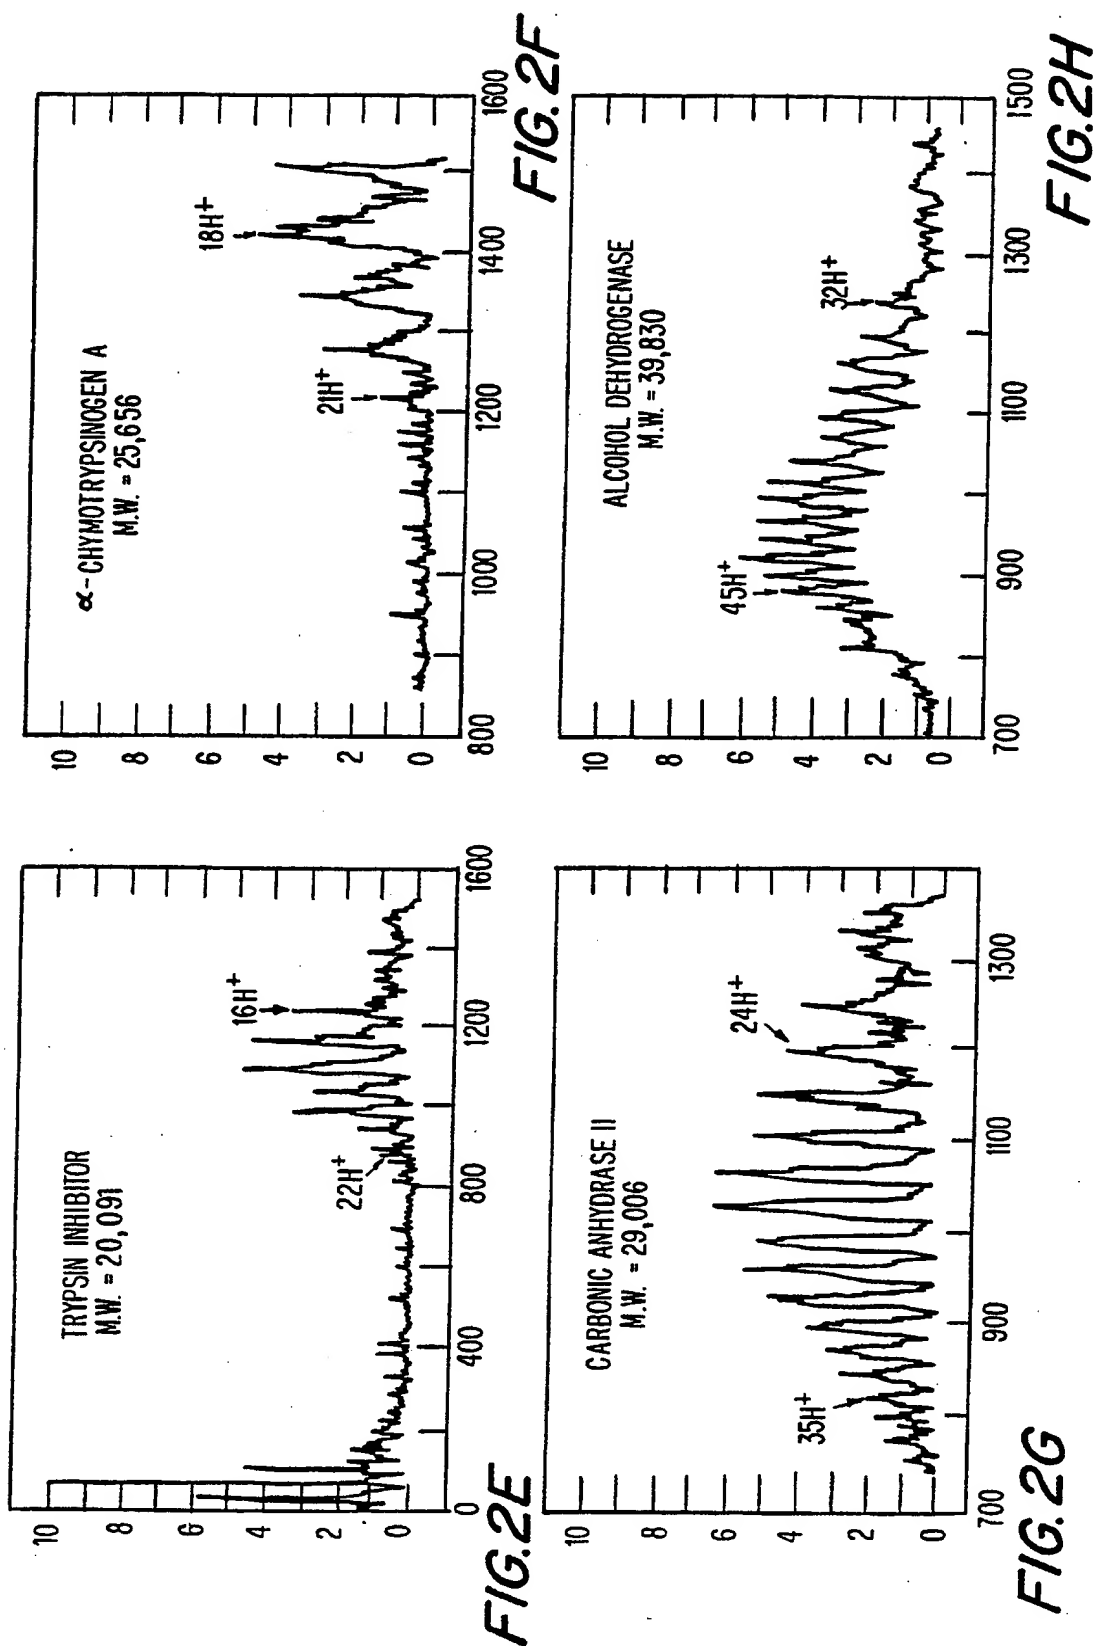 TRYPSIN INHIBITOR
M.W. = 20,091
10
8
6
4
2
0
22H+
16H+
0
400
800
1200
1600
FIG. 2E
α-CHYMOTRYPSINOGEN A
M.W. = 25,656
10
8
6
4
2
0
21H+
18H+
800
1000
1200
1400
1600
FIG. 2F
CARBONIC ANHYDRASE II
M.W. = 29,006
10
8
6
4
2
0
35H+
24H+
700
900
1100
1300
FIG. 2G
ALCOHOL DEHYDROGENASE
M.W. = 39,830
10
8
6
4
2
0
45H+
32H+
700
900
1100
1300
1500
FIG. 2H